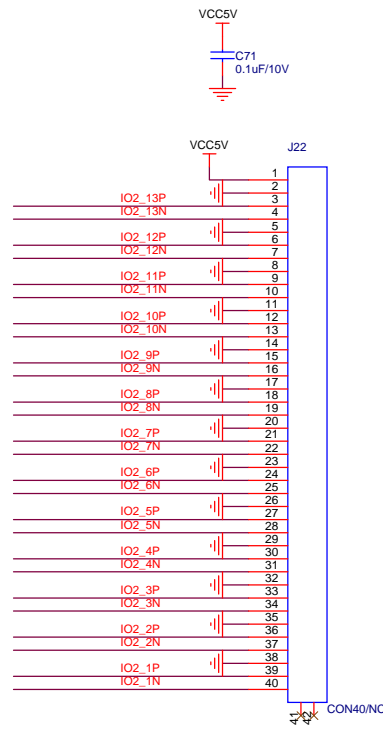 VCC5V
C71
0.1uF/10V
VCC5V
J22
1
2
IO2_13P 3
IO2_13N 4
5
IO2_12P 6
IO2_12N 7
8
IO2_11P 9
IO2_11N 10
11
IO2_10P 12
IO2_10N 13
14
IO2_9P 15
IO2_9N 16
17
IO2_8P 18
IO2_8N 19
20
IO2_7P 21
IO2_7N 22
23
IO2_6P 24
IO2_6N 25
26
IO2_5P 27
IO2_5N 28
29
IO2_4P 30
IO2_4N 31
32
IO2_3P 33
IO2_3N 34
35
IO2_2P 36
IO2_2N 37
38
IO2_1P 39
IO2_1N 40
41
42
CON40/NC